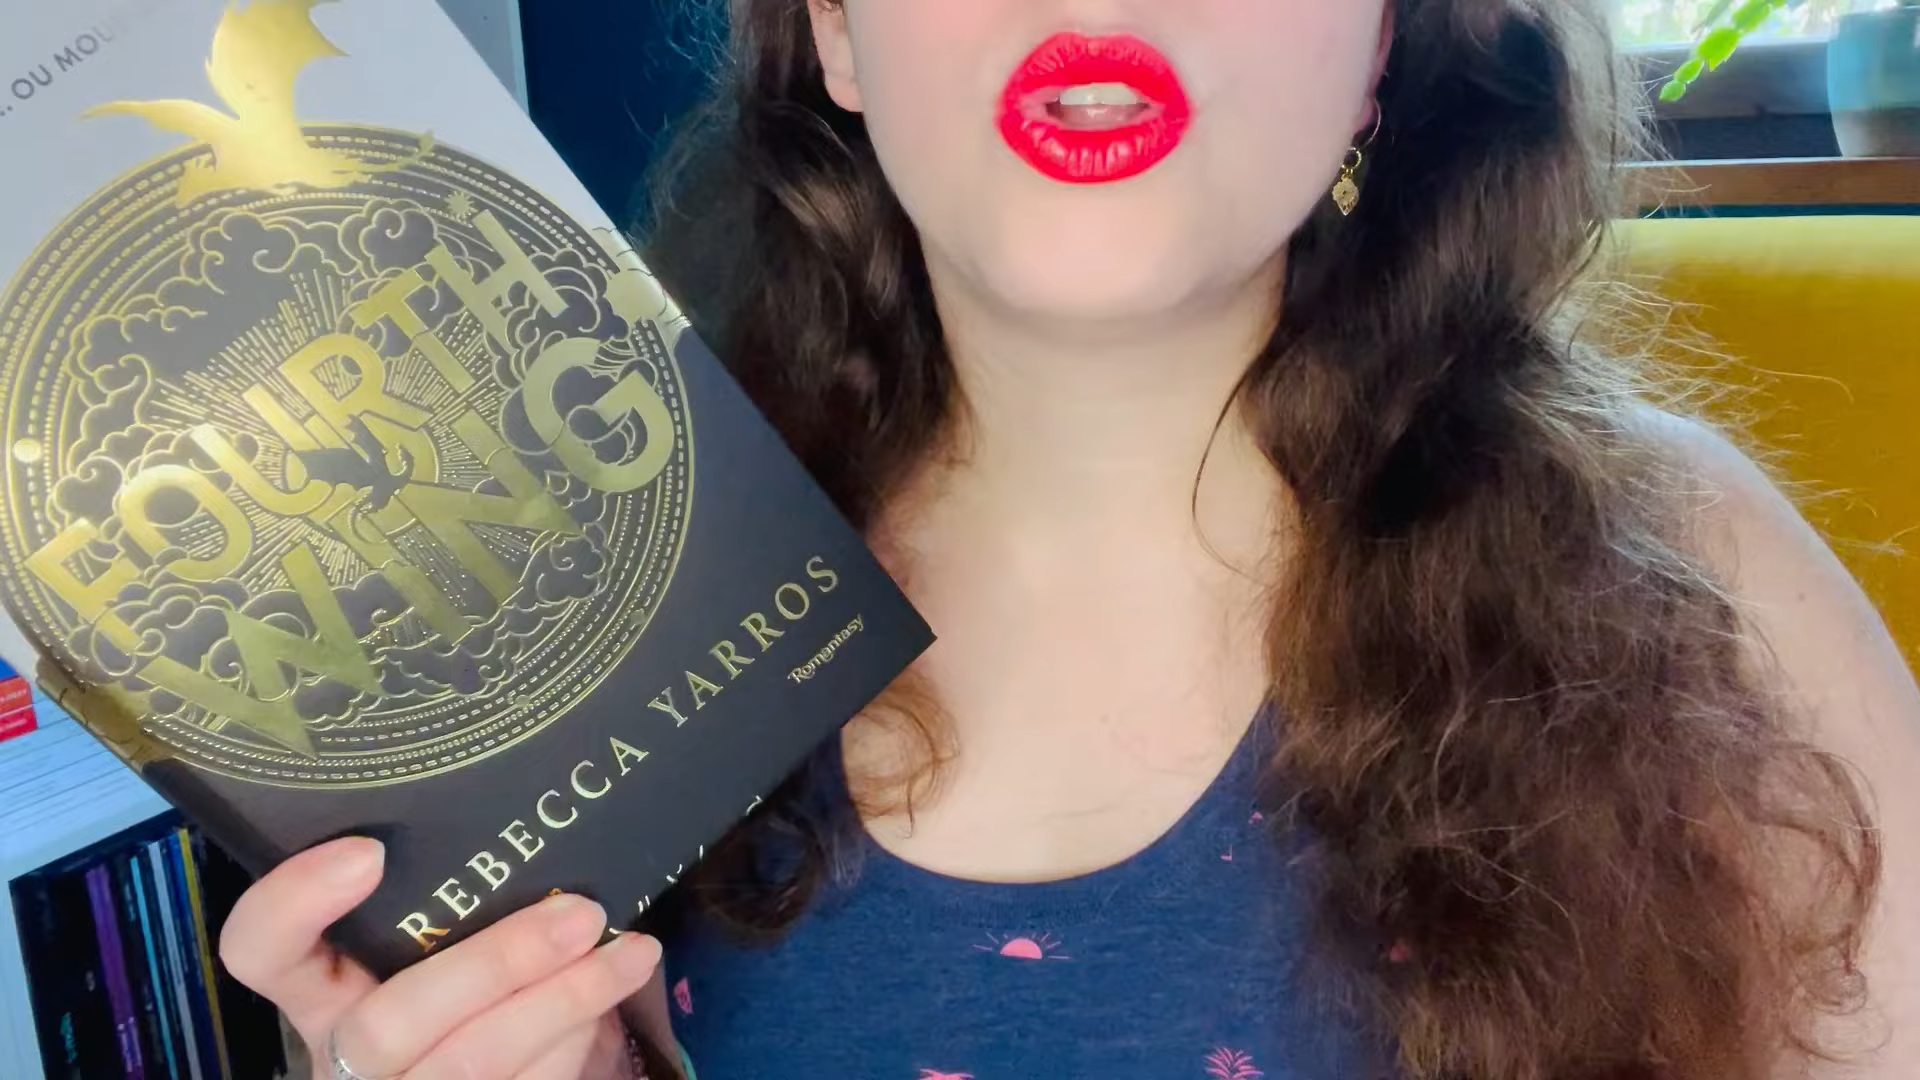 ... OU MOU
FOURTH
WING
REBECCA YARROS
Romantasy